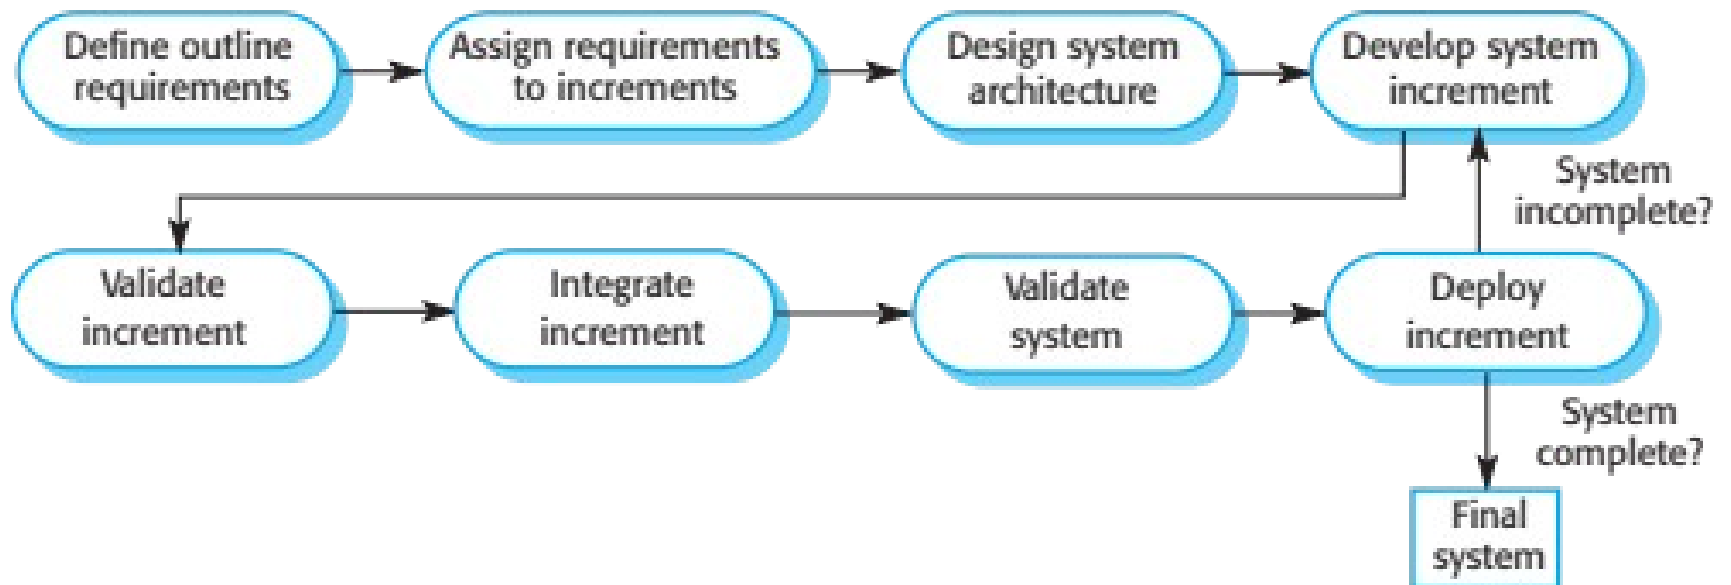 Define outline
requirements
Assign requirements
to increments
Design system
architecture
Develop system
increment
System
incomplete?
Validate
increment
Integrate
increment
Validate
system
Deploy
increment
System
complete?
Final
system